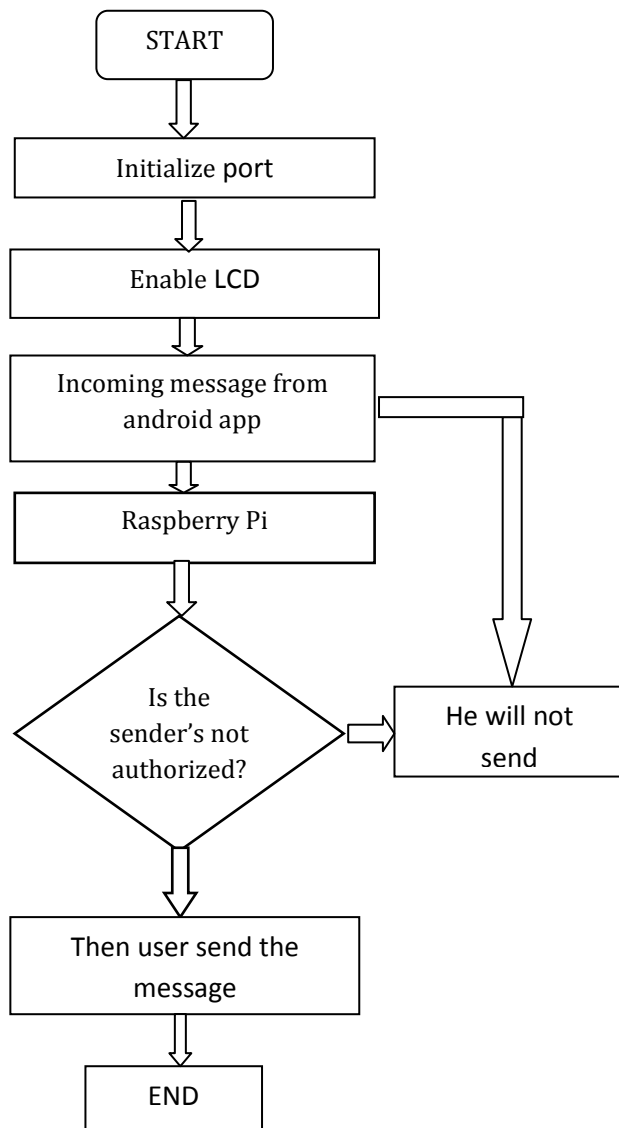 START
Initialize port
Enable LCD
Incoming message from
android app
Raspberry Pi
Is the
sender’s not
authorized?
He will not
send
Then user send the
message
END